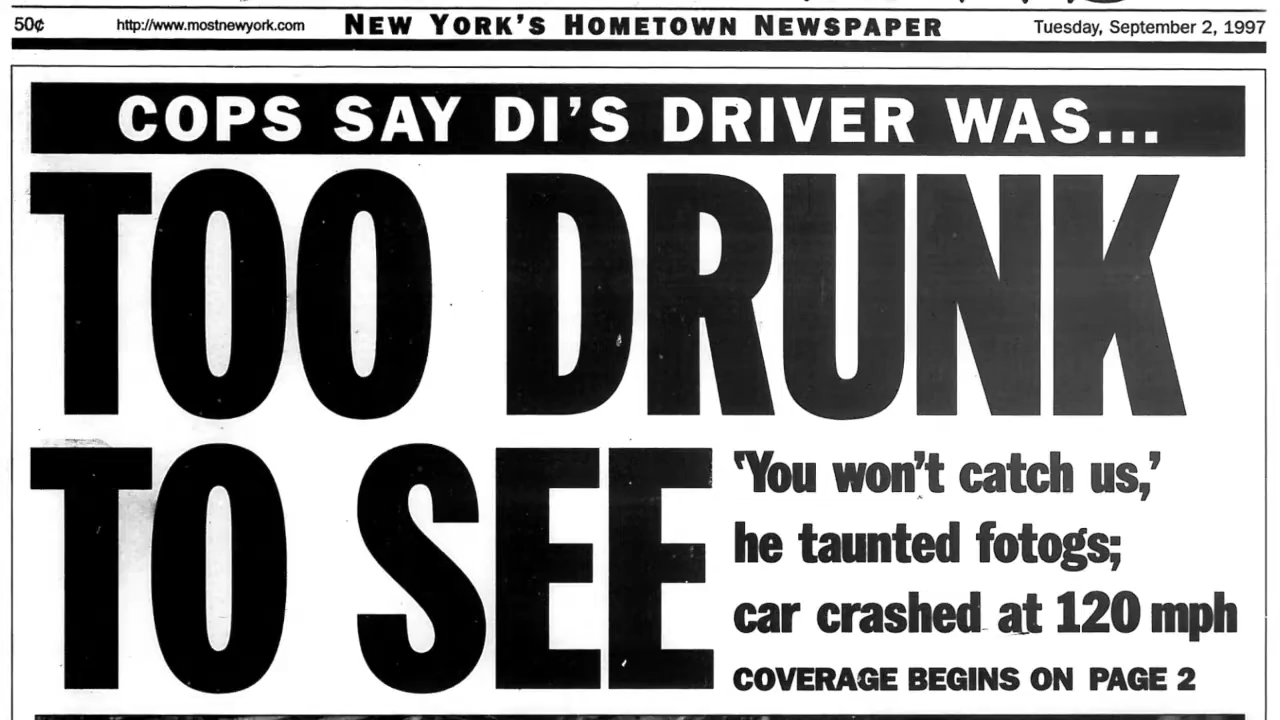 50¢ http://www.mostnewyork.com NEW YORK'S HOMETOWN NEWSPAPER Tuesday, September 2, 1997
COPS SAY DI'S DRIVER WAS...
TOO DRUNK
TO SEE
'You won't catch us,'
he taunted fotogs;
car crashed at 120 mph
COVERAGE BEGINS ON PAGE 2